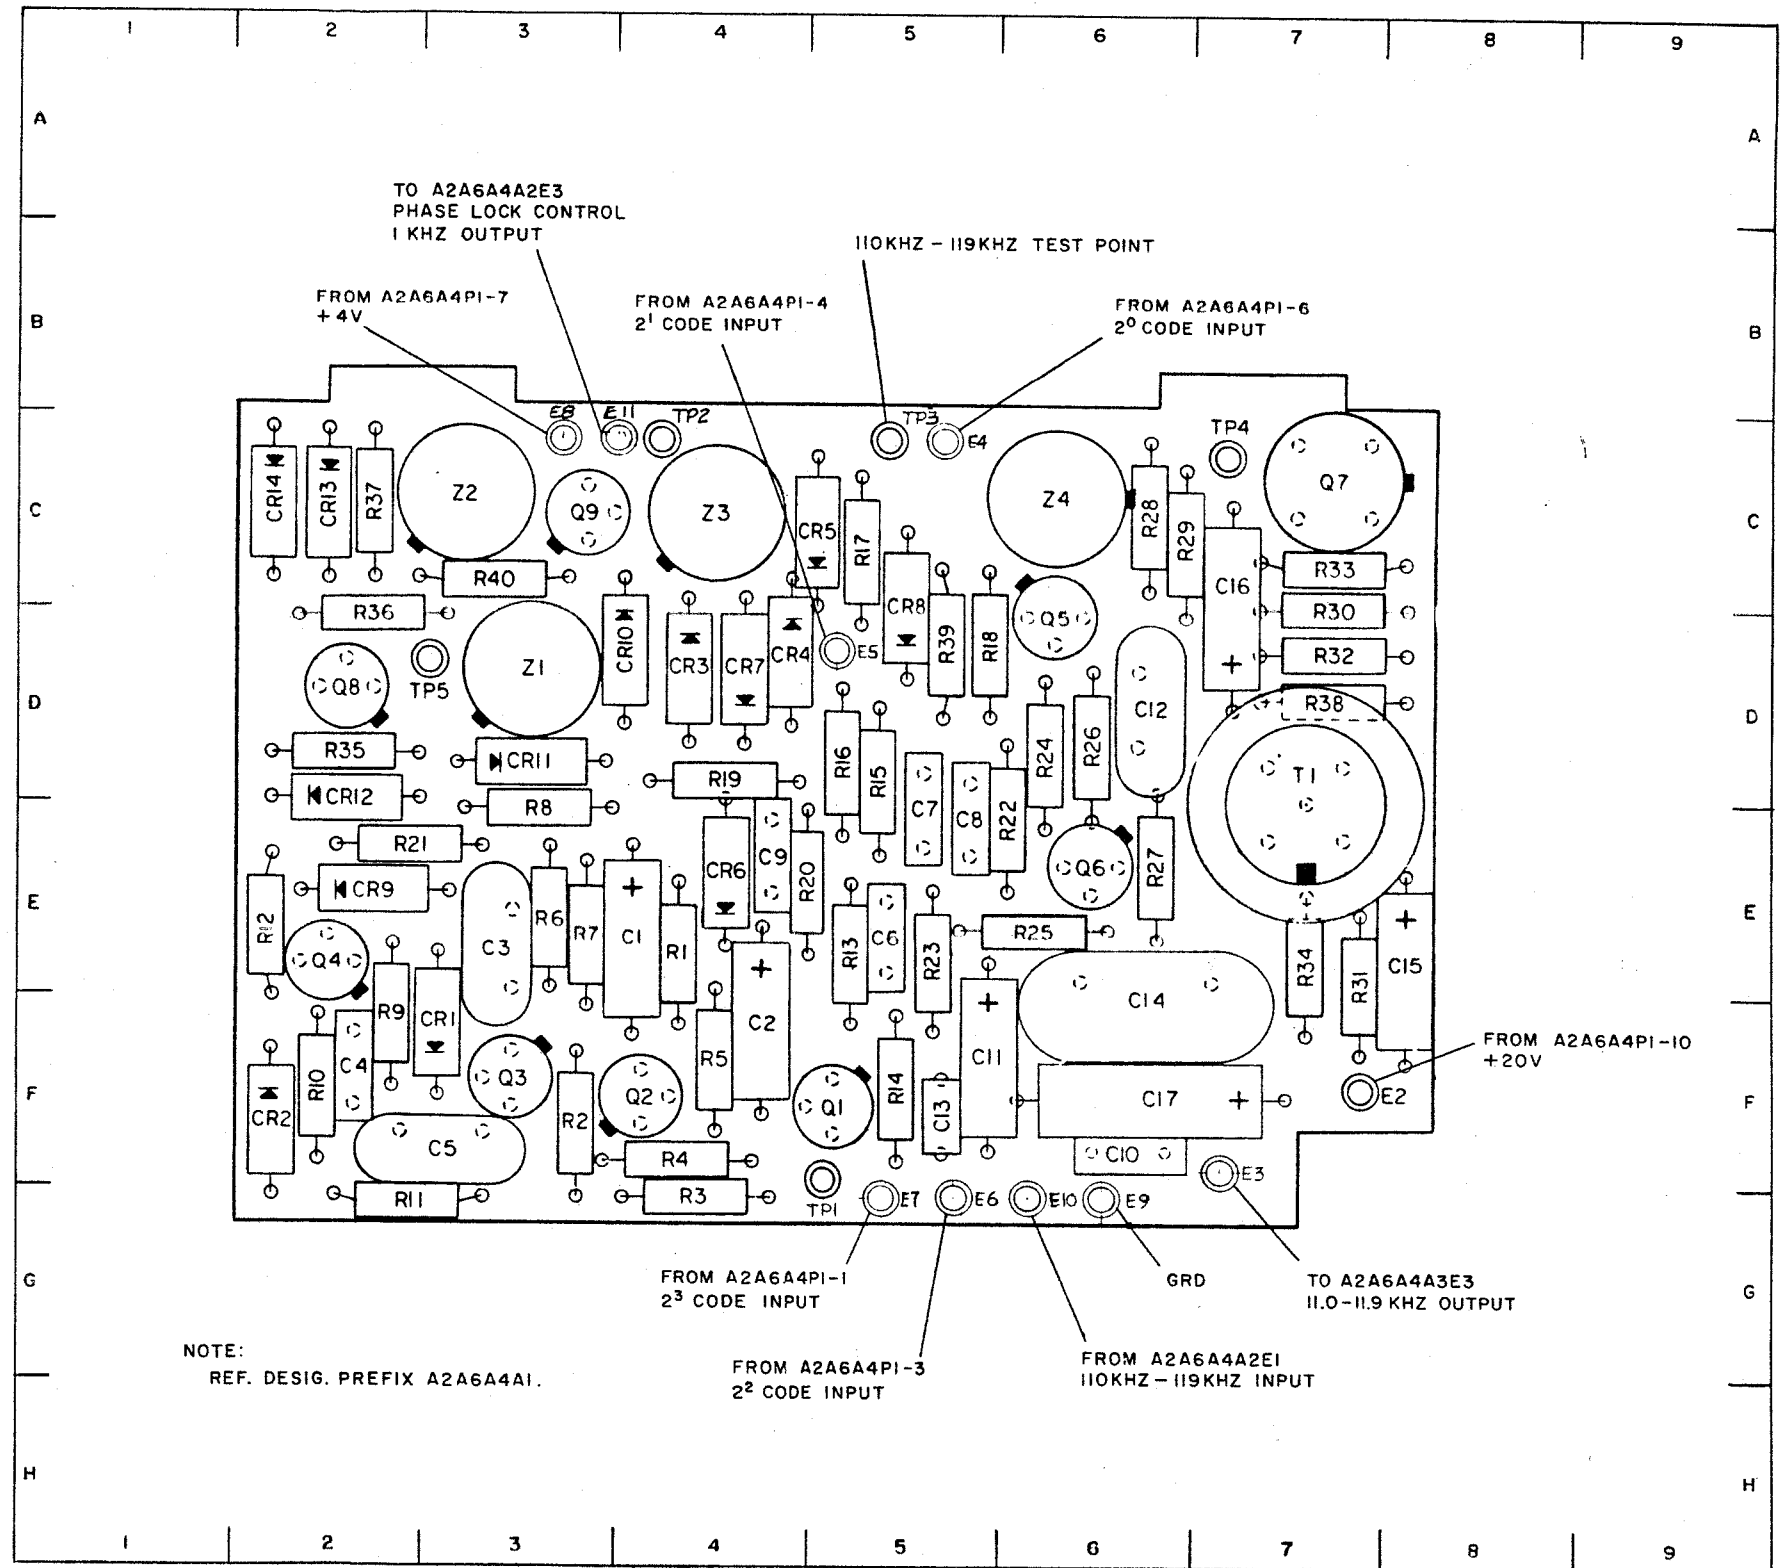 1 2 3 4 5 6 7 8 9
A A
TO A2A6A4A2E3
PHASE LOCK CONTROL
1 KHZ OUTPUT
110KHZ – 119KHZ TEST POINT
FROM A2A6A4P1-7
+4V
FROM A2A6A4P1-4
2¹ CODE INPUT
FROM A2A6A4P1-6
2⁰ CODE INPUT
B B
E8 E11 TP2 TP3 E4 TP4
CR14 CR13 R37 Z2 Q9 Z3 CR5 R17 Z4 R28 R29 Q7
C C
R40 R33
R36 CR10 CR8 Q5 C16 R30
Q8 TP5 Z1 CR3 CR7 CR4 E5 R39 R18 R32
D D
C12 R38
R35 CR11 R19 R16 R15 R24 R26 T1
CR12 R8 C7 C8 R22
R21 CR6 C9 R20 Q6 R27
CR9
E E
R12 Q4 C3 R6 R7 C1 R1 R13 C6 R23 R25 R34 R31 C15
R9 CR1 C2 C14
R10 C4 Q3 R5 C11
FROM A2A6A4P1-10
+20V
F F
CR2 R2 Q2 Q1 R14 C13 C17 E2
C5 R4 C10 E3
R11 R3 TP1 E7 E6 E10 E9
FROM A2A6A4P1-1
2³ CODE INPUT
GRD
TO A2A6A4A3E3
11.0–11.9 KHZ OUTPUT
G G
NOTE:
REF. DESIG. PREFIX A2A6A4A1.
FROM A2A6A4P1-3
2² CODE INPUT
FROM A2A6A4A2E1
110KHZ – 119KHZ INPUT
H H
1 2 3 4 5 6 7 8 9